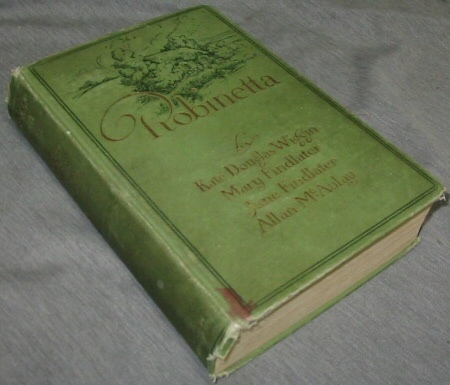 Robinetta
by
Kate Douglas Wiggin
Mary Findlater
Jane Findlater
Allan McAulay